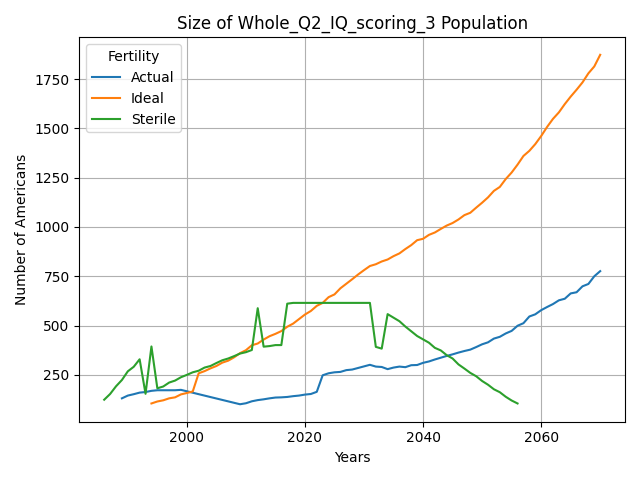 Size of Whole_Q2_IQ_scoring_3 Population
Fertility
Actual
Ideal
Sterile
Number of Americans
1750
1500
1250
1000
750
500
250
2000 2020 2040 2060
Years